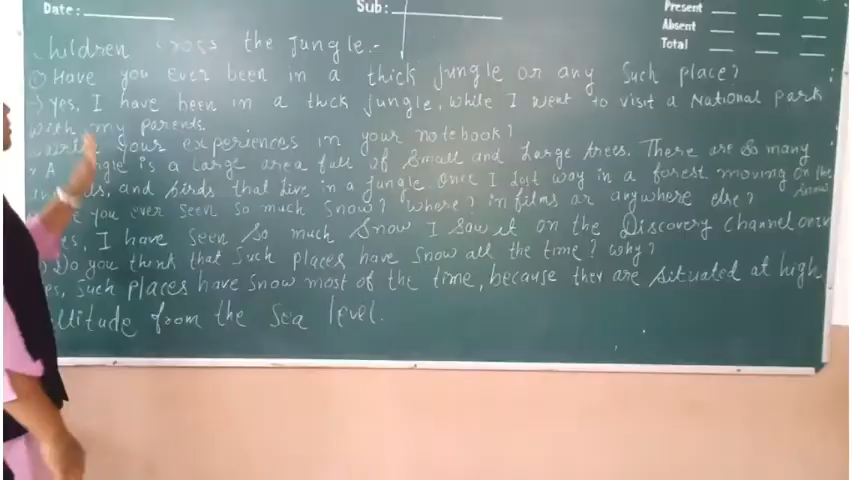 Date: Sub: Present
Absent
Total
Children cross the Jungle.-
Have you Ever been in a thick jungle or any Such place?
→ Yes, I have been in a thick jungle, while I went to visit a National Park
with my parents.
your experiences in your notebook?
A is a large area full of Small and Large trees. There are so many
and birds that live in a jungle. Once I lost way in a forest moving on the Snow
you ever seen so much Snow? Where? in films or anywhere else?
I have seen so much Snow I saw it on the Discovery Channel
Do you think that Such places have Snow all the time? Why?
Such places have Snow most of the time, because they are situated at high
from the Sea level.